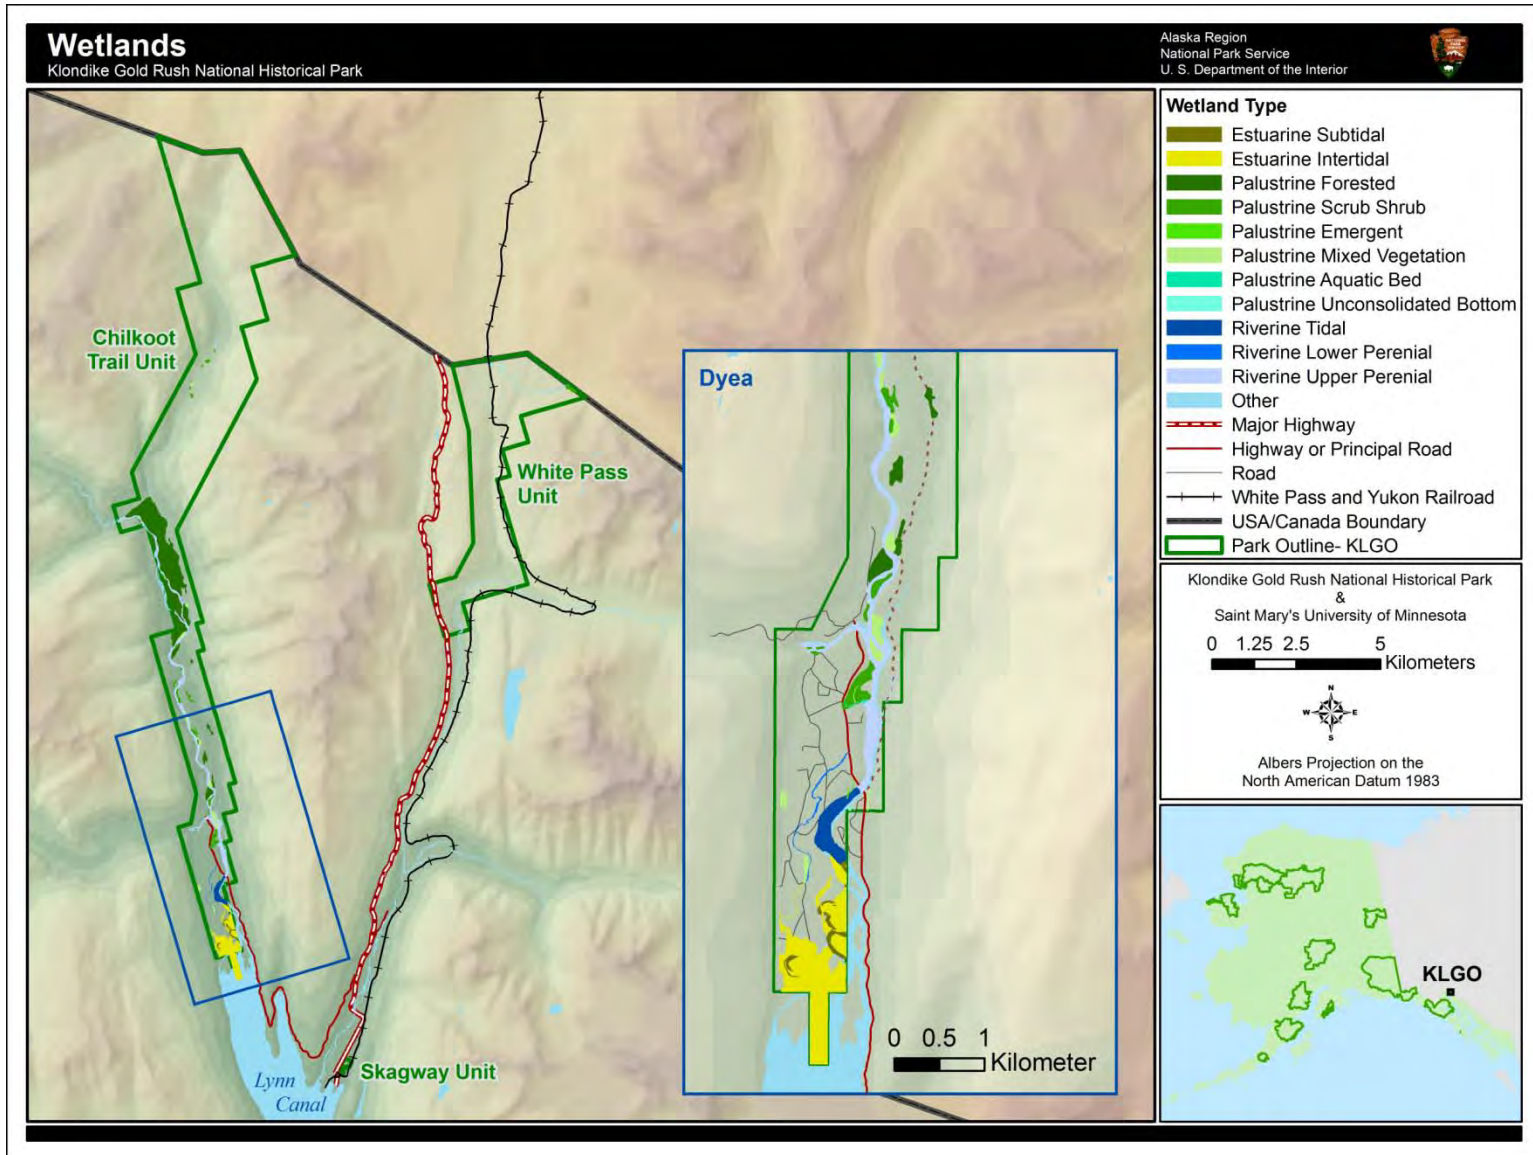 Wetlands
Klondike Gold Rush National Historical Park
Alaska Region
National Park Service
U. S. Department of the Interior
Chilkoot
Trail Unit
White Pass
Unit
Skagway Unit
Lynn
Canal
Dyea
0 0.5 1
Kilometer
Wetland Type
Estuarine Subtidal
Estuarine Intertidal
Palustrine Forested
Palustrine Scrub Shrub
Palustrine Emergent
Palustrine Mixed Vegetation
Palustrine Aquatic Bed
Palustrine Unconsolidated Bottom
Riverine Tidal
Riverine Lower Perenial
Riverine Upper Perenial
Other
Major Highway
Highway or Principal Road
Road
White Pass and Yukon Railroad
USA/Canada Boundary
Park Outline- KLGO
Klondike Gold Rush National Historical Park
&
Saint Mary's University of Minnesota
0 1.25 2.5 5
Kilometers
N
W E
S
Albers Projection on the
North American Datum 1983
KLGO